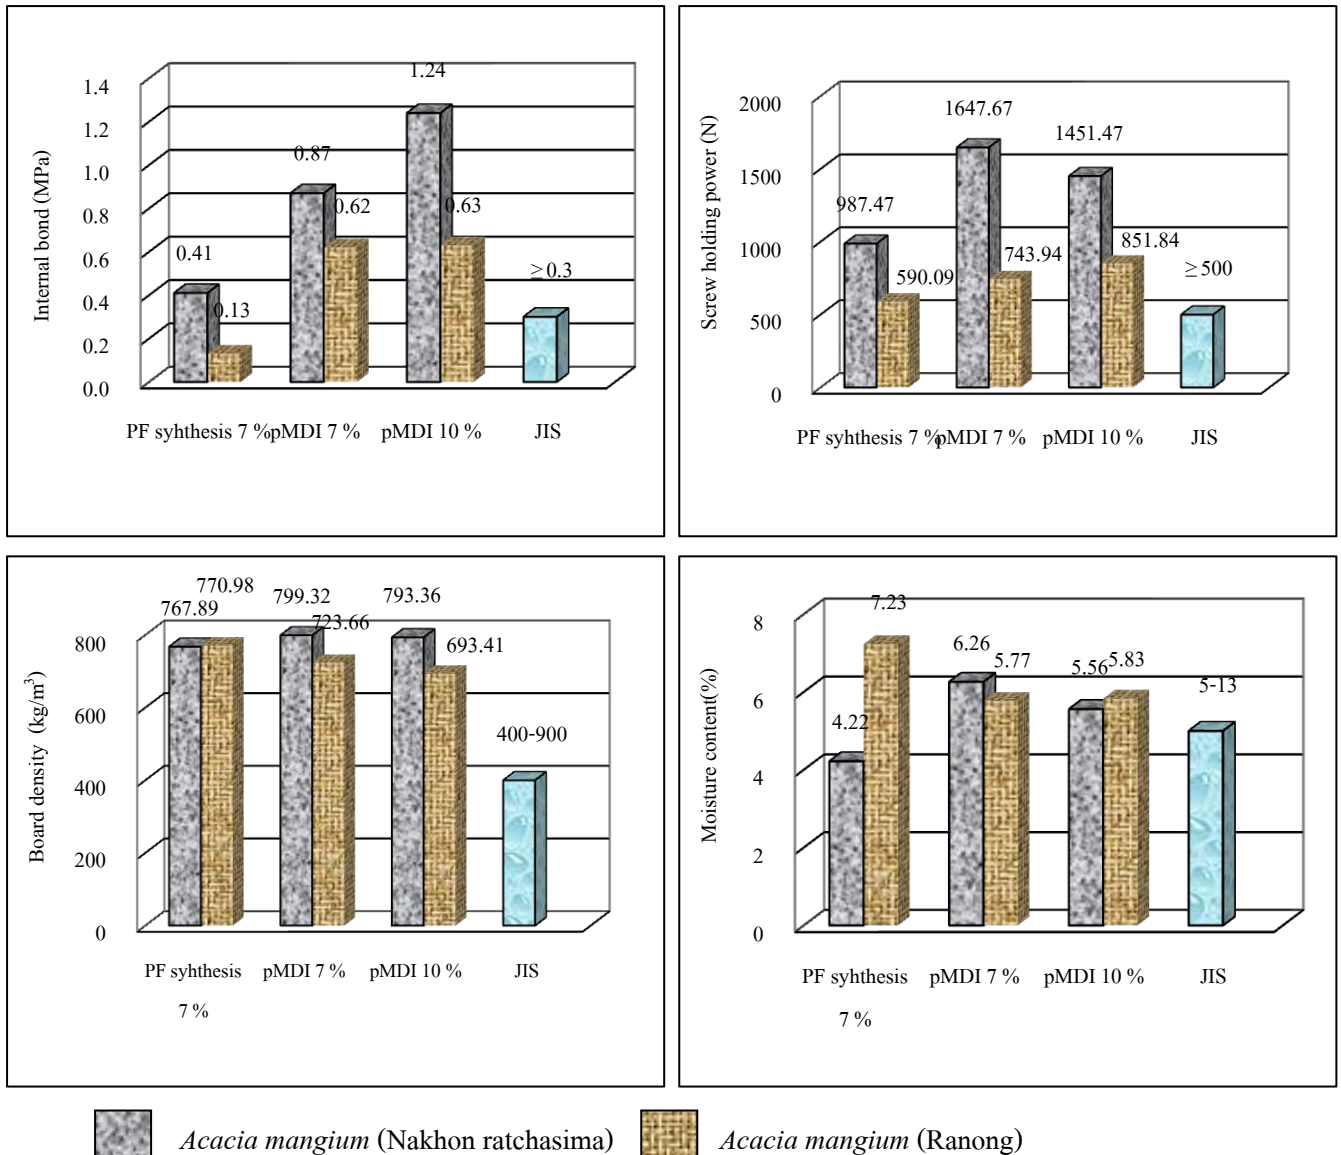 Internal bond (MPa)
1.4
1.2
1.0
0.8
0.6
0.4
0.2
0.0
0.41
0.13
0.87
0.62
1.24
0.63
≥ 0.3
PF syhthesis 7 %
pMDI 7 %
pMDI 10 %
JIS
Screw holding power (N)
2000
1500
1000
500
0
987.47
590.09
1647.67
743.94
1451.47
851.84
≥ 500
PF syhthesis 7 %
pMDI 7 %
pMDI 10 %
JIS
Board density (kg/m³)
800
600
400
200
0
767.89
770.98
799.32
723.66
793.36
693.41
400-900
PF syhthesis
7 %
pMDI 7 %
pMDI 10 %
JIS
Moisture content(%)
8
6
4
2
0
4.22
7.23
6.26
5.77
5.56
5.83
5-13
PF syhthesis
7 %
pMDI 7 %
pMDI 10 %
JIS
Acacia mangium (Nakhon ratchasima)
Acacia mangium (Ranong)